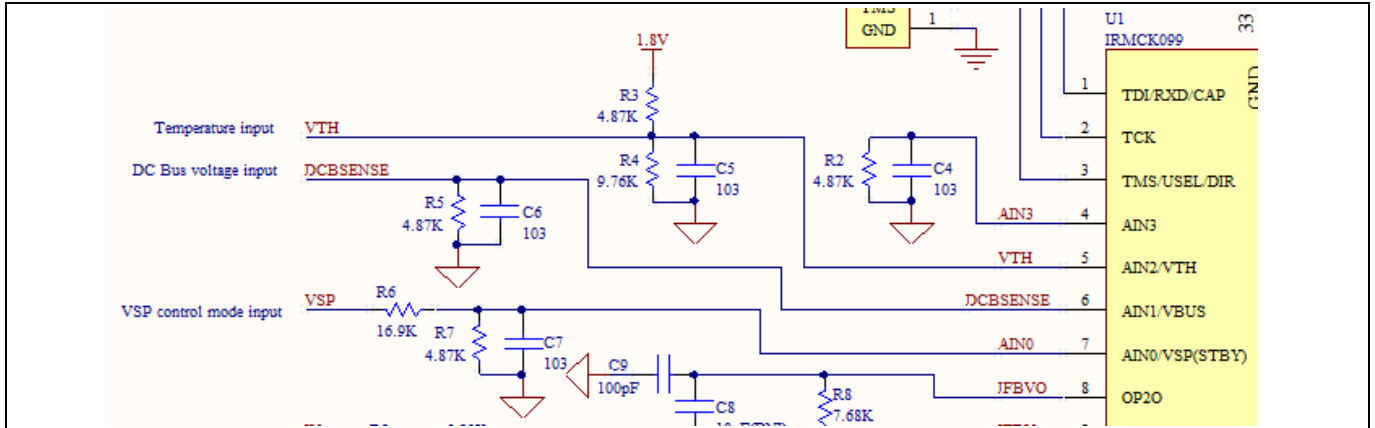 GND
1
1.8V
U1
IRMCK099
33
GND
R3
4.87K
1
TDI/RXD/CAP
Temperature input
VTH
2
TCK
DC Bus voltage input
DCBSENSE
R4
9.76K
C5
103
R2
4.87K
C4
103
3
TMS/USEL/DIR
R5
4.87K
C6
103
AIN3
4
AIN3
VTH
5
AIN2/VTH
VSP control mode input
VSP
R6
16.9K
DCBSENSE
6
AIN1/VBUS
R7
4.87K
C7
103
AIN0
7
AIN0/VSP(STBY)
C9
100pF
C8
R8
7.68K
IFBVO
8
OP2O